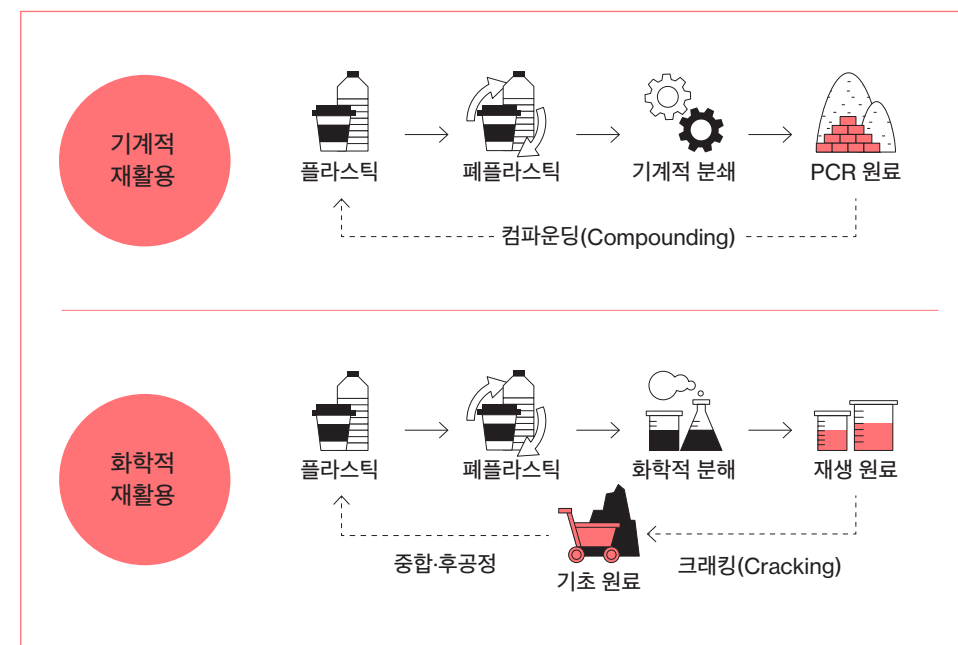 기계적
재활용
플라스틱
폐플라스틱
기계적 분쇄
PCR 원료
컴파운딩(Compounding)
화학적
재활용
플라스틱
폐플라스틱
화학적 분해
재생 원료
중합·후공정
기초 원료
크래킹(Cracking)